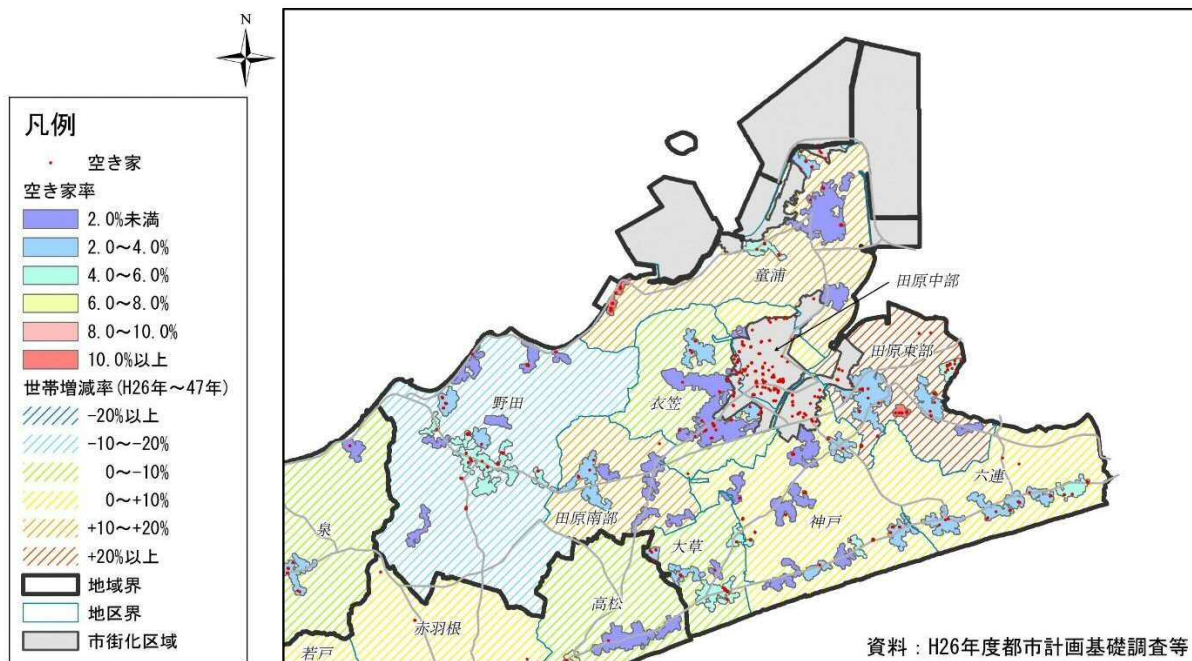 N
凡例
空き家
空き家率
2.0%未満
2.0～4.0%
4.0～6.0%
6.0～8.0%
8.0～10.0%
10.0%以上
世帯増減率(H26年～47年)
-20%以上
-10～-20%
0～-10%
0～+10%
+10～+20%
+20%以上
地域界
地区界
市街化区域
童浦
田原中部
田原東部
野田
衣笠
六連
泉
田原南部
神戸
大草
高松
赤羽根
若戸
資料：H26年度都市計画基礎調査等